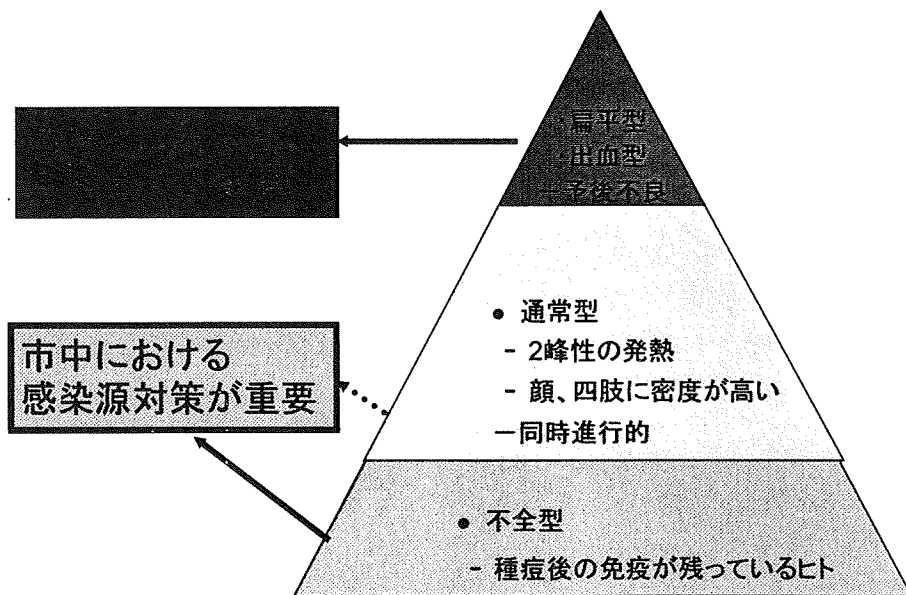 ・扁平型
・出血型
－予後不良
市中における
感染源対策が重要
● 通常型
- 2峰性の発熱
- 顔、四肢に密度が高い
－同時進行的
● 不全型
- 種痘後の免疫が残っているヒト